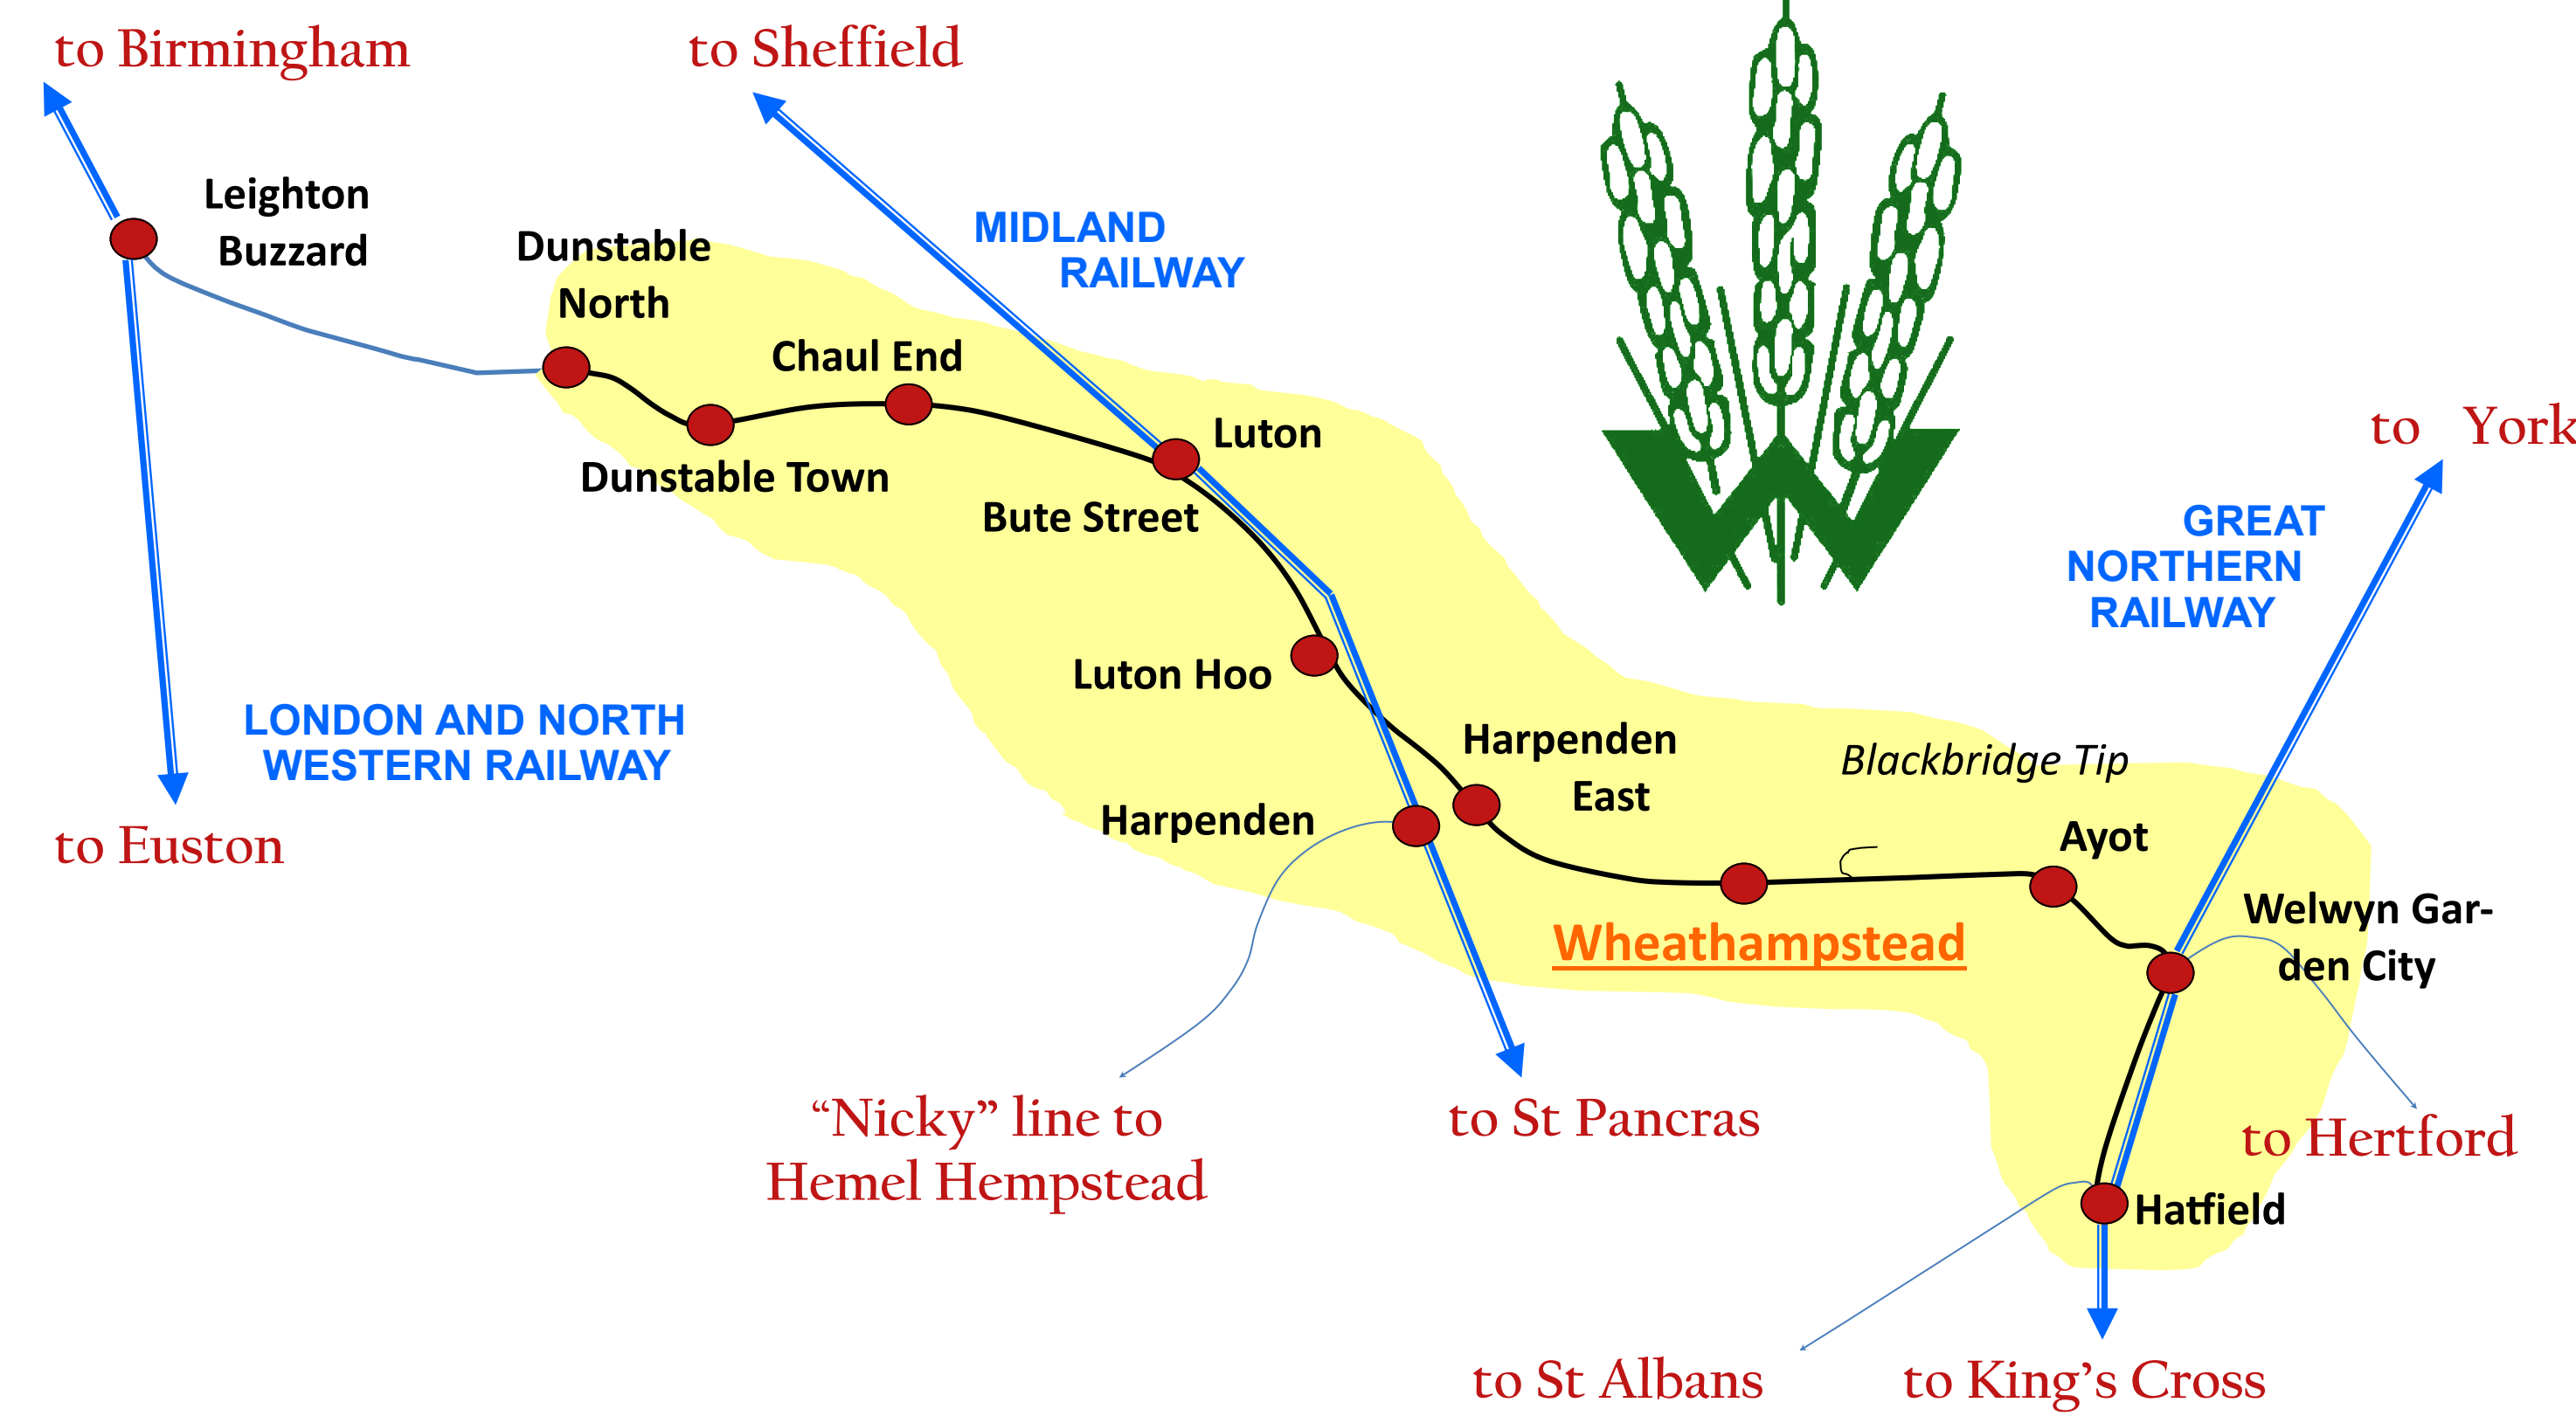 to Birmingham
to Sheffield
Leighton
Buzzard
Dunstable
North
MIDLAND
RAILWAY
Chaul End
Luton
to York
Dunstable Town
Bute Street
GREAT
NORTHERN
RAILWAY
Luton Hoo
LONDON AND NORTH
WESTERN RAILWAY
Harpenden
East
Blackbridge Tip
to Euston
Harpenden
Ayot
Wheathampstead
Welwyn Gar-
den City
“Nicky” line to
Hemel Hempstead
to St Pancras
to Hertford
Hatfield
to St Albans
to King’s Cross